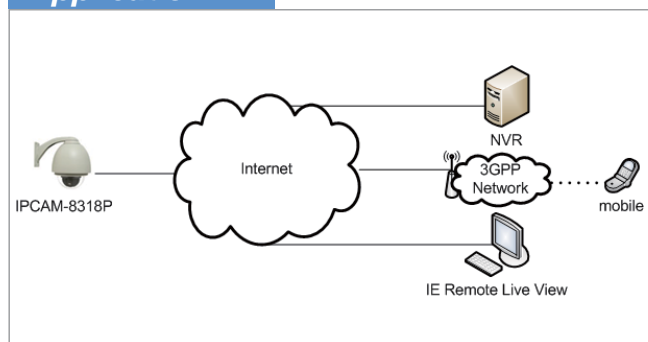 NVR
Internet
3GPP
Network
IPCAM-8318P
mobile
IE Remote Live View